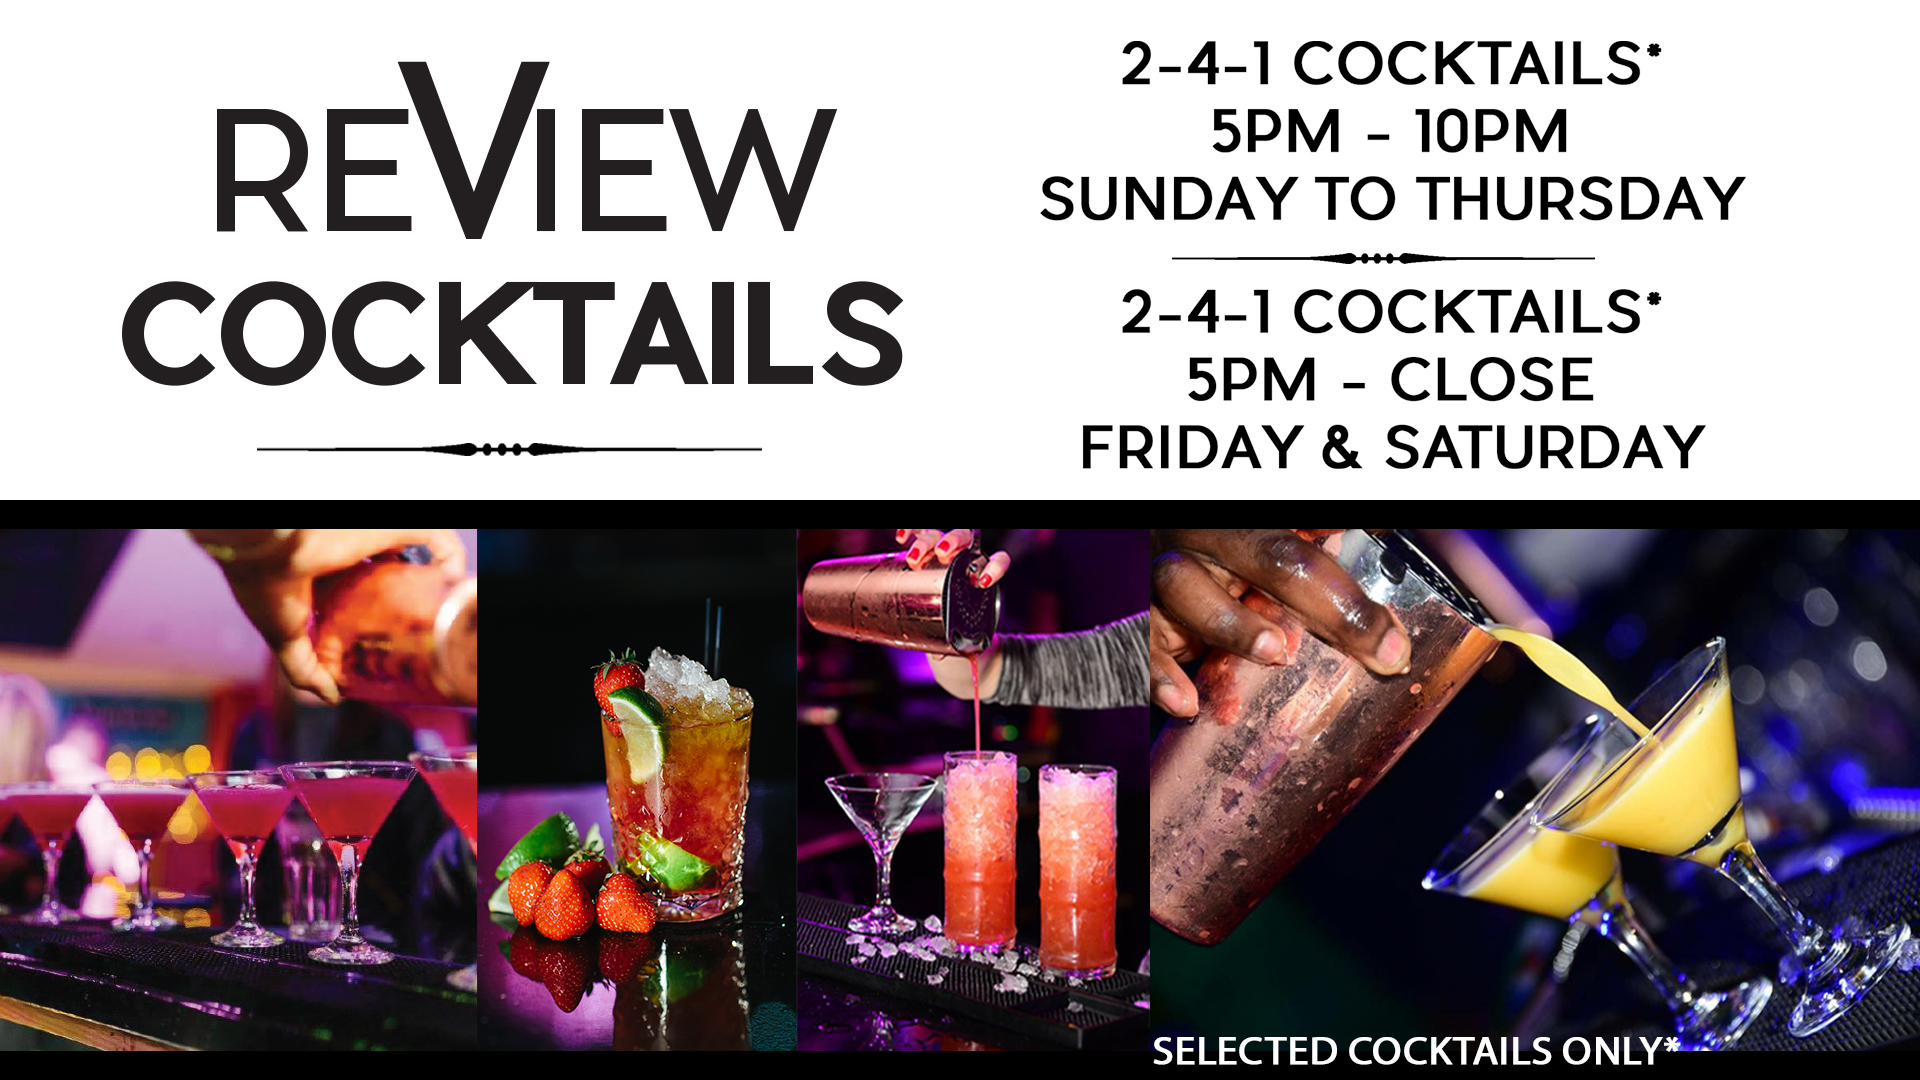 REVIEW
COCKTAILS
2-4-1 COCKTAILS*
5PM - 10PM
SUNDAY TO THURSDAY
2-4-1 COCKTAILS*
5PM - CLOSE
FRIDAY & SATURDAY
SELECTED COCKTAILS ONLY*